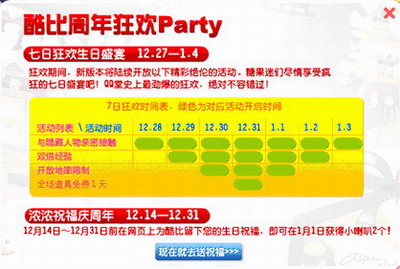 酷比周年狂欢Party
七日狂欢生日盛宴 12.27—1.4
狂欢期间，新版本将陆续开放以下精彩绝伦的活动，糖果迷们尽情享受疯
狂的七日盛宴吧！QQ堂史上最劲爆的狂欢，绝对不容错过！
7日狂欢时间表，绿色为对应活动开启时间
活动列表 \ 活动时间 12.28 12.29 12.30 12.31 1.1 1.2 1.3
与隐藏人物亲密接触
双倍经验
开放地图限制
全场道具免费1天
浓浓祝福庆周年 12.14—12.31
12月14日～12月31日前在网页上为酷比留下您的生日祝福，即可在1月1日获得小喇叭2个！
现在就去送祝福>>>